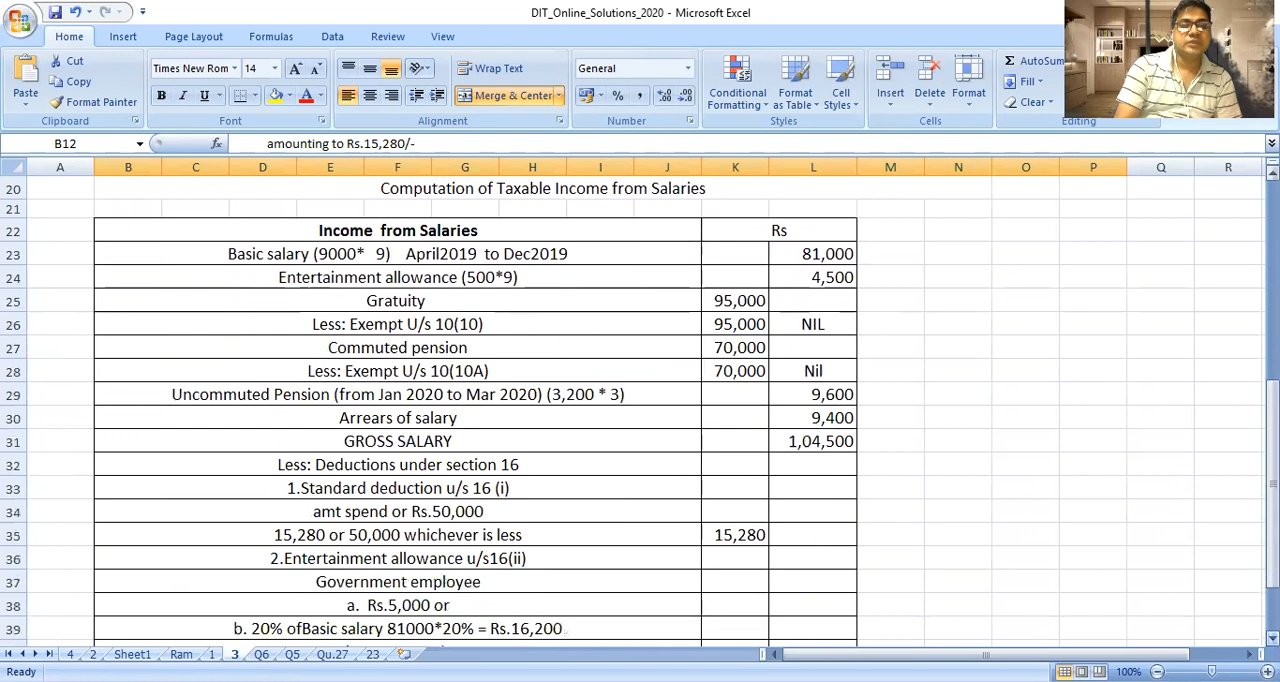 DIT_Online_Solutions_2020 - Microsoft Excel
Home Insert Page Layout Formulas Data Review View
Cut
Copy
Format Painter
Paste
Clipboard
Times New Rom 14
B I U
Font
Wrap Text
Merge & Center
Alignment
General
% ,
Number
Conditional Formatting
Format as Table
Cell Styles
Styles
Insert Delete Format
Cells
Σ AutoSum
Fill
Clear
Editing
B12 fx amounting to Rs.15,280/-
A B C D E F G H I J K L M N O P Q R
20 Computation of Taxable Income from Salaries
21
22 Income from Salaries Rs
23 Basic salary (9000* 9) April2019 to Dec2019 81,000
24 Entertainment allowance (500*9) 4,500
25 Gratuity 95,000
26 Less: Exempt U/s 10(10) 95,000 NIL
27 Commuted pension 70,000
28 Less: Exempt U/s 10(10A) 70,000 Nil
29 Uncommuted Pension (from Jan 2020 to Mar 2020) (3,200 * 3) 9,600
30 Arrears of salary 9,400
31 GROSS SALARY 1,04,500
32 Less: Deductions under section 16
33 1.Standard deduction u/s 16 (i)
34 amt spend or Rs.50,000
35 15,280 or 50,000 whichever is less 15,280
36 2.Entertainment allowance u/s16(ii)
37 Government employee
38 a. Rs.5,000 or
39 b. 20% ofBasic salary 81000*20% = Rs.16,200
4 2 Sheet1 Ram 1 3 Q6 Q5 Qu.27 23
Ready 100%